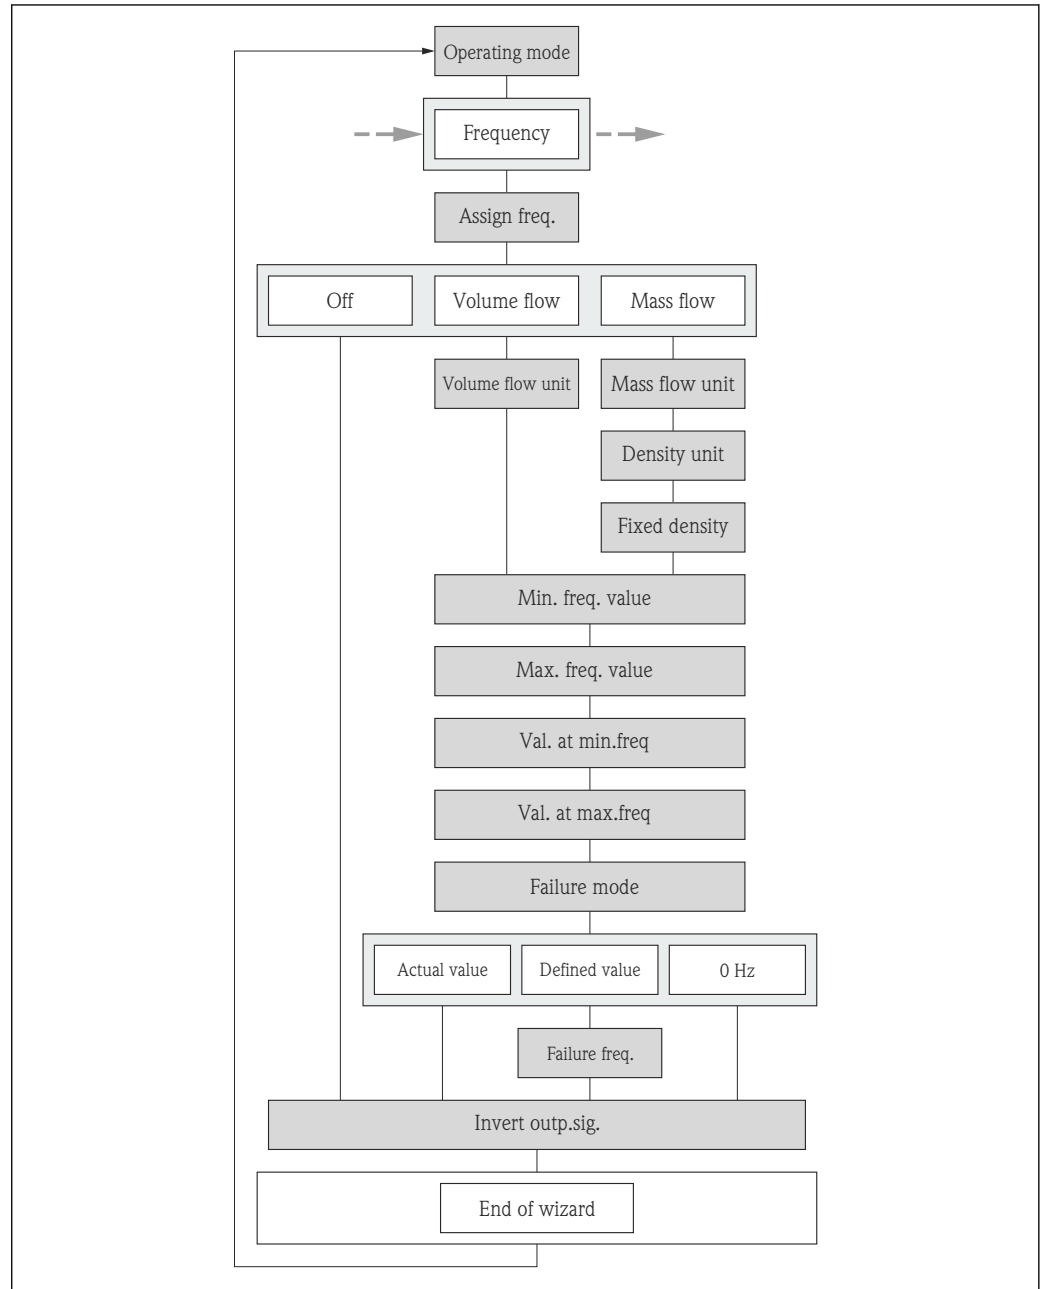 Operating mode
Frequency
Assign freq.
Off
Volume flow
Mass flow
Volume flow unit
Mass flow unit
Density unit
Fixed density
Min. freq. value
Max. freq. value
Val. at min.freq
Val. at max.freq
Failure mode
Actual value
Defined value
0 Hz
Failure freq.
Invert outp.sig.
End of wizard